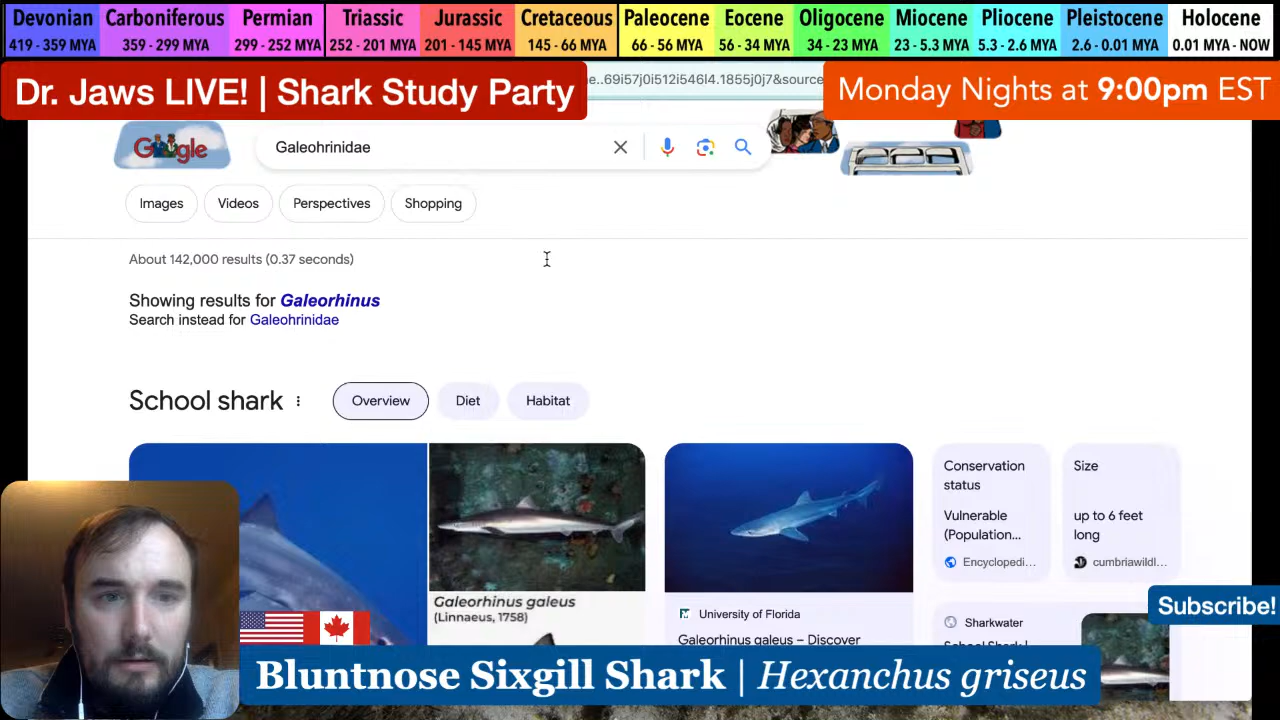 Devonian Carboniferous Permian Triassic Jurassic Cretaceous Paleocene Eocene Oligocene Miocene Pliocene Pleistocene Holocene
419 - 359 MYA 359 - 299 MYA 299 - 252 MYA 252 - 201 MYA 201 - 145 MYA 145 - 66 MYA 66 - 56 MYA 56 - 34 MYA 34 - 23 MYA 23 - 5.3 MYA 5.3 - 2.6 MYA 2.6 - 0.01 MYA 0.01 MYA - NOW
Dr. Jaws LIVE! | Shark Study Party
e..69i57j0i512i546l4.1855j0j7&source
Monday Nights at 9:00pm EST
Google
Galeohrinidae
Images Videos Perspectives Shopping
About 142,000 results (0.37 seconds)
Showing results for Galeorhinus
Search instead for Galeohrinidae
School shark Overview Diet Habitat
Conservation
status
Vulnerable
(Population...
Encyclopedi...
Size
up to 6 feet
long
cumbriawildl...
Galeorhinus galeus
(Linnaeus, 1758)
University of Florida
Galeorhinus galeus – Discover
Sharkwater
Subscribe!
Bluntnose Sixgill Shark | Hexanchus griseus